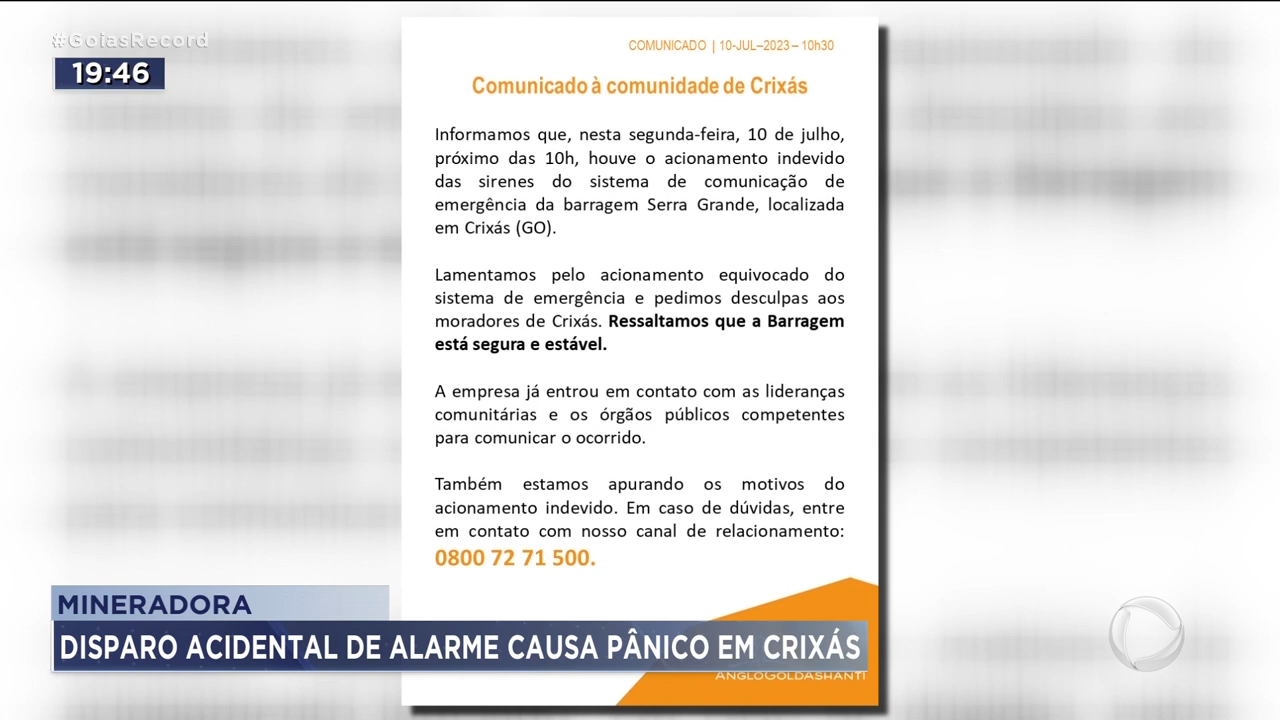 #GoiasRecord
19:46
COMUNICADO | 10-JUL–2023 – 10h30
Comunicado à comunidade de Crixás
Informamos que, nesta segunda-feira, 10 de julho,
próximo das 10h, houve o acionamento indevido
das sirenes do sistema de comunicação de
emergência da barragem Serra Grande, localizada
em Crixás (GO).
Lamentamos pelo acionamento equivocado do
sistema de emergência e pedimos desculpas aos
moradores de Crixás. Ressaltamos que a Barragem
está segura e estável.
A empresa já entrou em contato com as lideranças
comunitárias e os órgãos públicos competentes
para comunicar o ocorrido.
Também estamos apurando os motivos do
acionamento indevido. Em caso de dúvidas, entre
em contato com nosso canal de relacionamento:
0800 72 71 500.
MINERADORA
DISPARO ACIDENTAL DE ALARME CAUSA PÂNICO EM CRIXÁS
ANGLOGOLDASHANTI